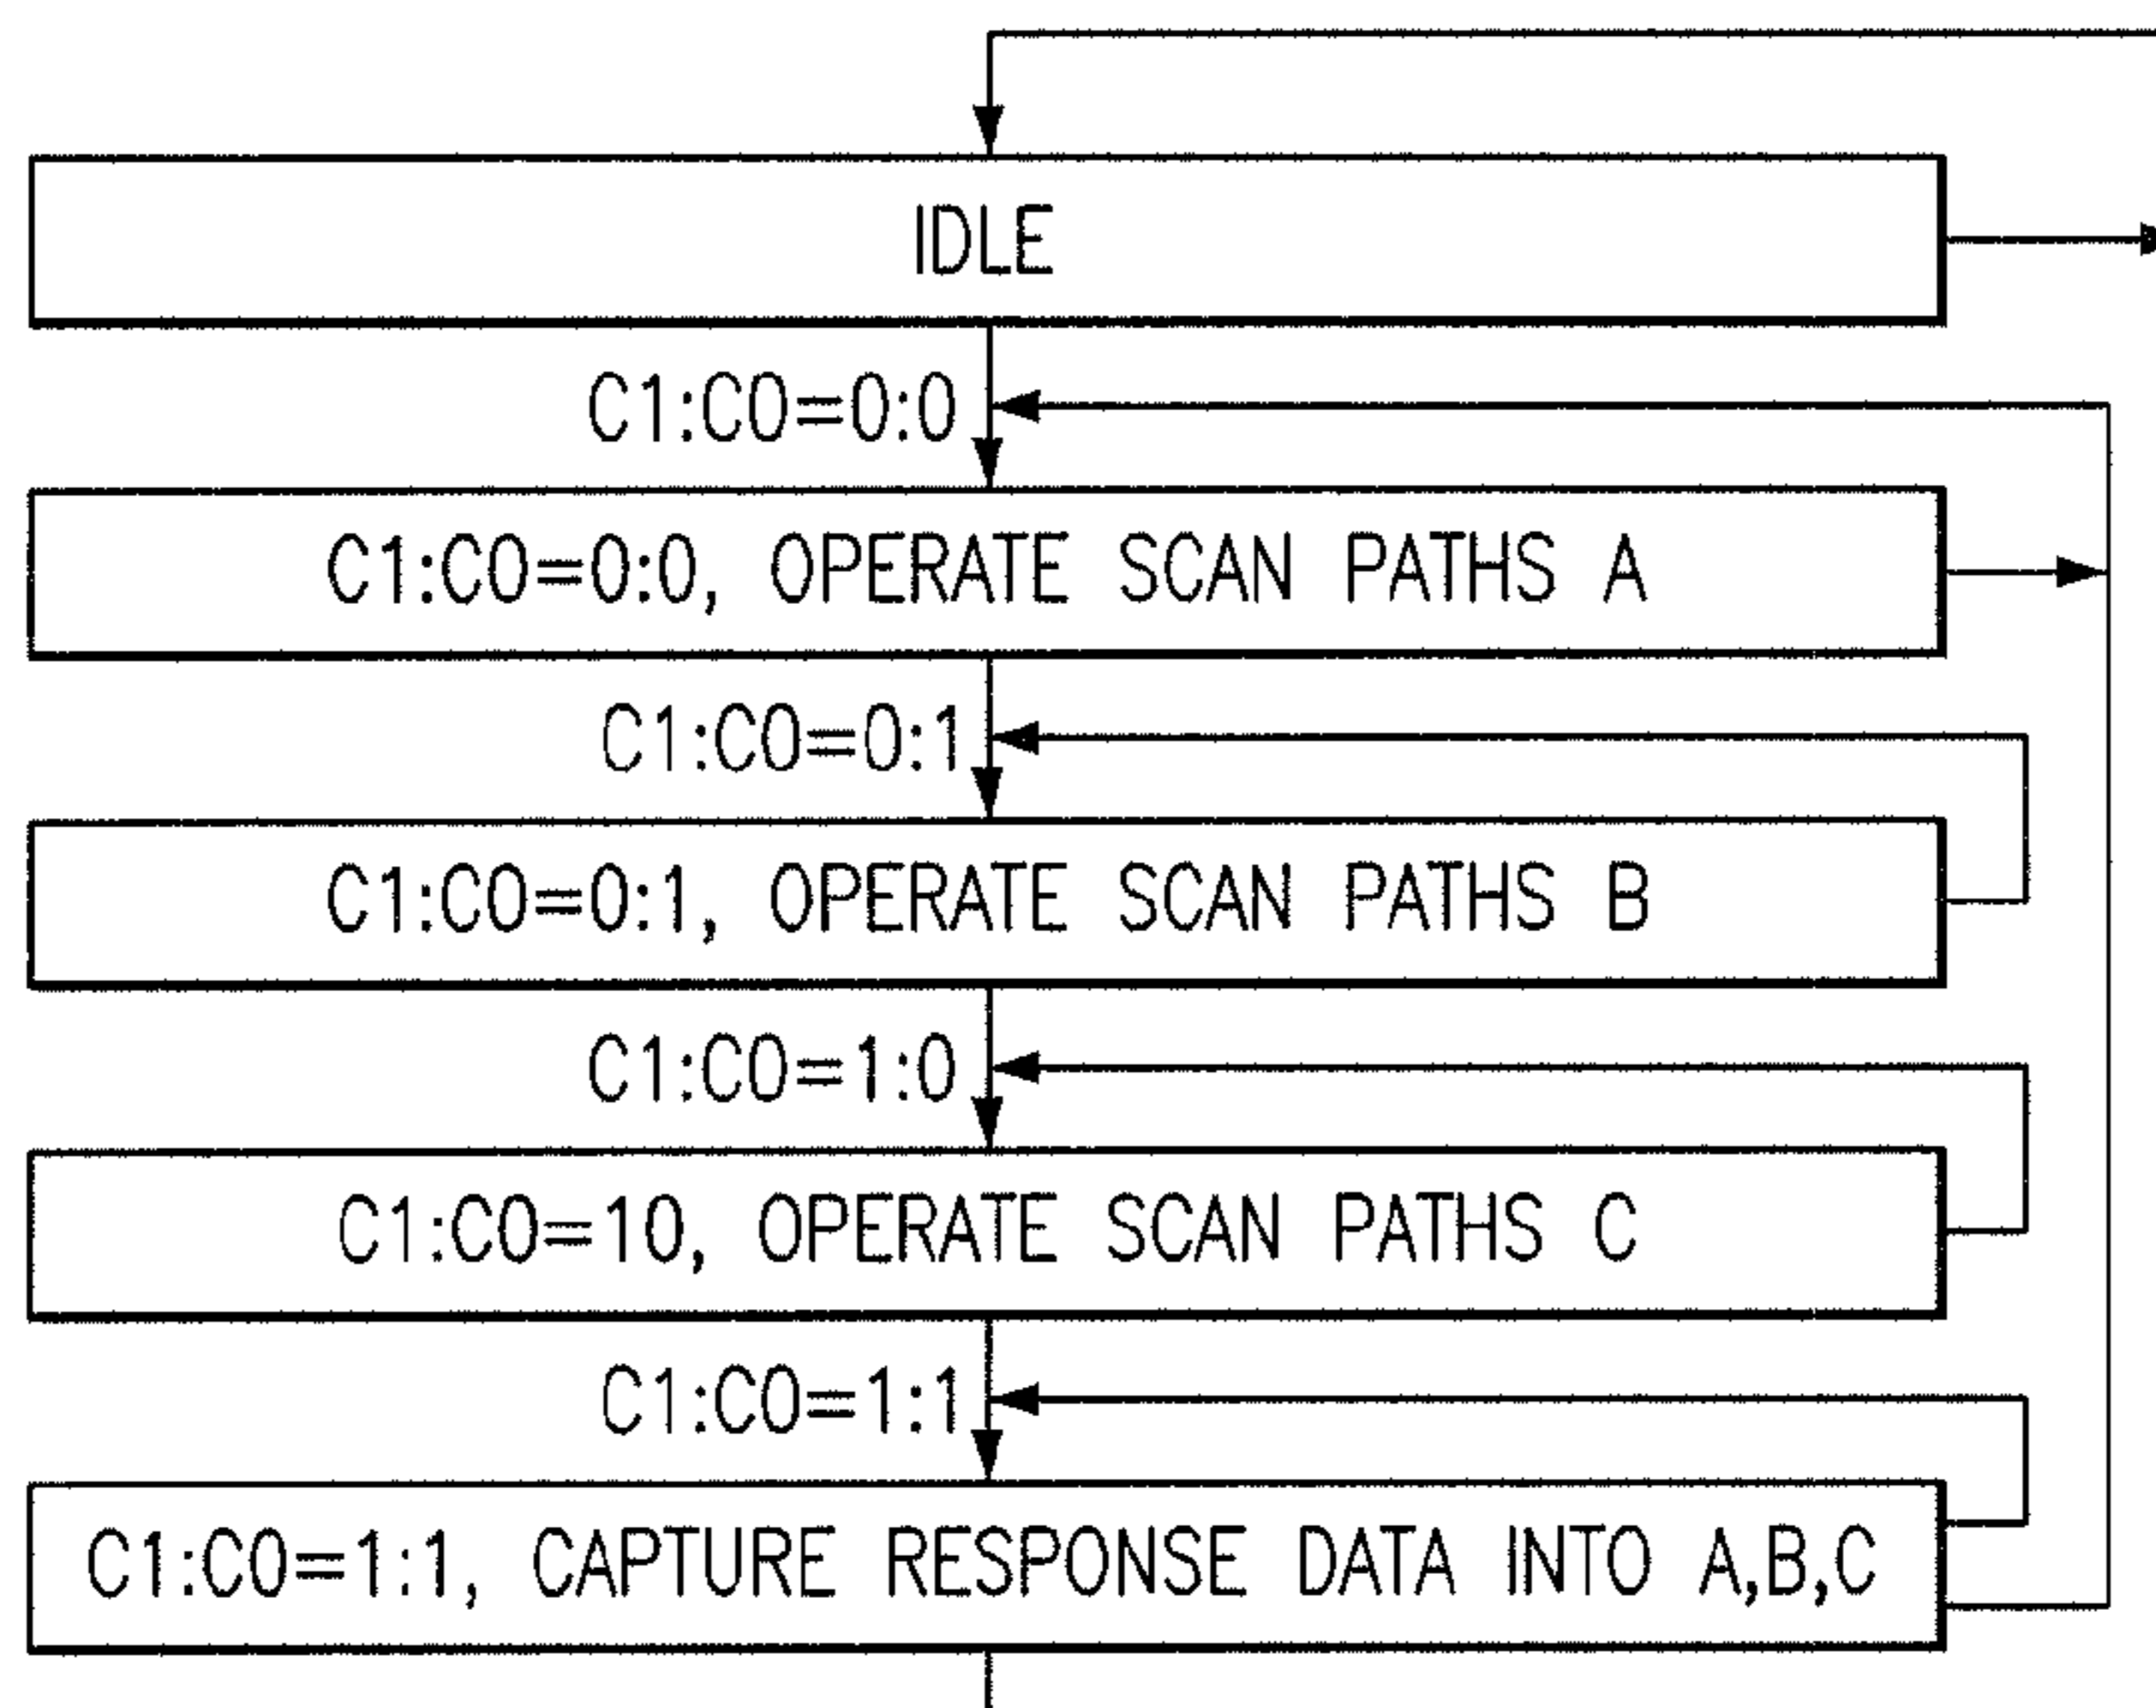 IDLE
C1:C0=0:0
C1:C0=0:0, OPERATE SCAN PATHS A
C1:C0=0:1
C1:C0=0:1, OPERATE SCAN PATHS B
C1:C0=1:0
C1:C0=10, OPERATE SCAN PATHS C
C1:C0=1:1
C1:C0=1:1, CAPTURE RESPONSE DATA INTO A,B,C